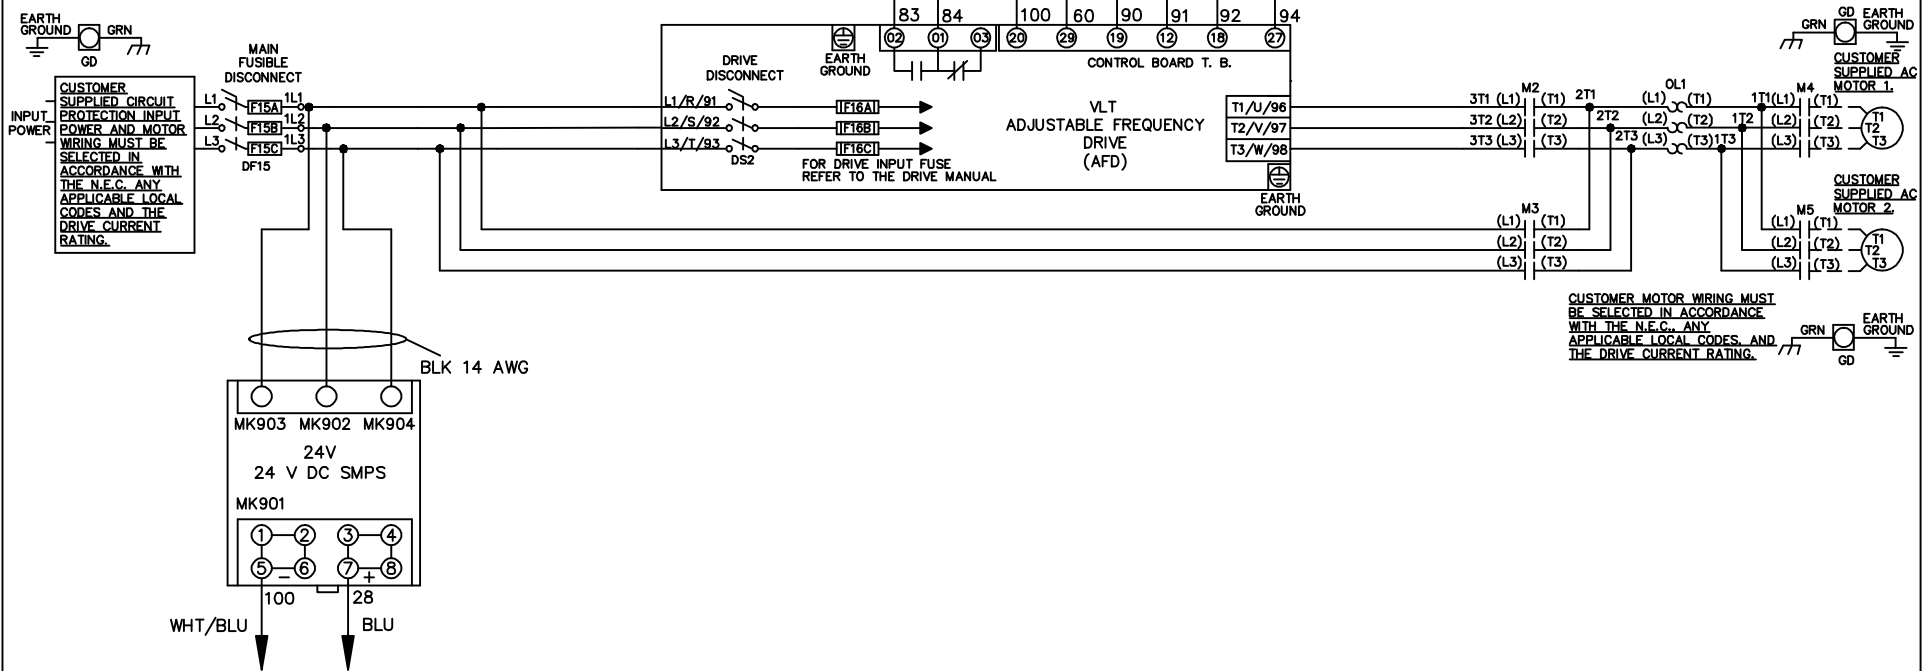 EARTH
GROUND
GRN
GD
MAIN
FUSIBLE
DISCONNECT
INPUT
POWER
CUSTOMER
SUPPLIED CIRCUIT
PROTECTION INPUT
POWER AND MOTOR
WIRING MUST BE
SELECTED IN
ACCORDANCE WITH
THE N.E.C. ANY
APPLICABLE LOCAL
CODES AND THE
DRIVE CURRENT
RATING.
L1 F15A 1L1
L2 F15B 1L2
L3 F15C 1L3
DF15
83 84 100 60 90 91 92 94
02 01 03 20 29 19 12 18 27
EARTH
GROUND
CONTROL BOARD T. B.
DRIVE
DISCONNECT
L1/R/91 IF16A
L2/S/92 IF16B
L3/T/93 IF16C
DS2
FOR DRIVE INPUT FUSE
REFER TO THE DRIVE MANUAL
VLT
ADJUSTABLE FREQUENCY
DRIVE
(AFD)
T1/U/96
T2/V/97
T3/W/98
EARTH
GROUND
M2
3T1 (L1) (T1) 2T1
3T2 (L2) (T2) 2T2
3T3 (L3) (T3) 2T3
OL1
(L1) (T1) 1T1
(L2) (T2) 1T2
(L3) (T3) 1T3
M4
(L1) (T1)
(L2) (T2)
(L3) (T3)
T1
T2
T3
GRN
GD
EARTH
GROUND
CUSTOMER
SUPPLIED AC
MOTOR 1.
CUSTOMER
SUPPLIED AC
MOTOR 2.
M3
(L1) (T1)
(L2) (T2)
(L3) (T3)
M5
(L1) (T1)
(L2) (T2)
(L3) (T3)
T1
T2
T3
CUSTOMER MOTOR WIRING MUST
BE SELECTED IN ACCORDANCE
WITH THE N.E.C., ANY
APPLICABLE LOCAL CODES, AND
THE DRIVE CURRENT RATING.
GRN
GD
EARTH
GROUND
BLK 14 AWG
MK903 MK902 MK904
24V
24 V DC SMPS
MK901
1 2 3 4
5 6 7 8
− +
100 28
WHT/BLU BLU